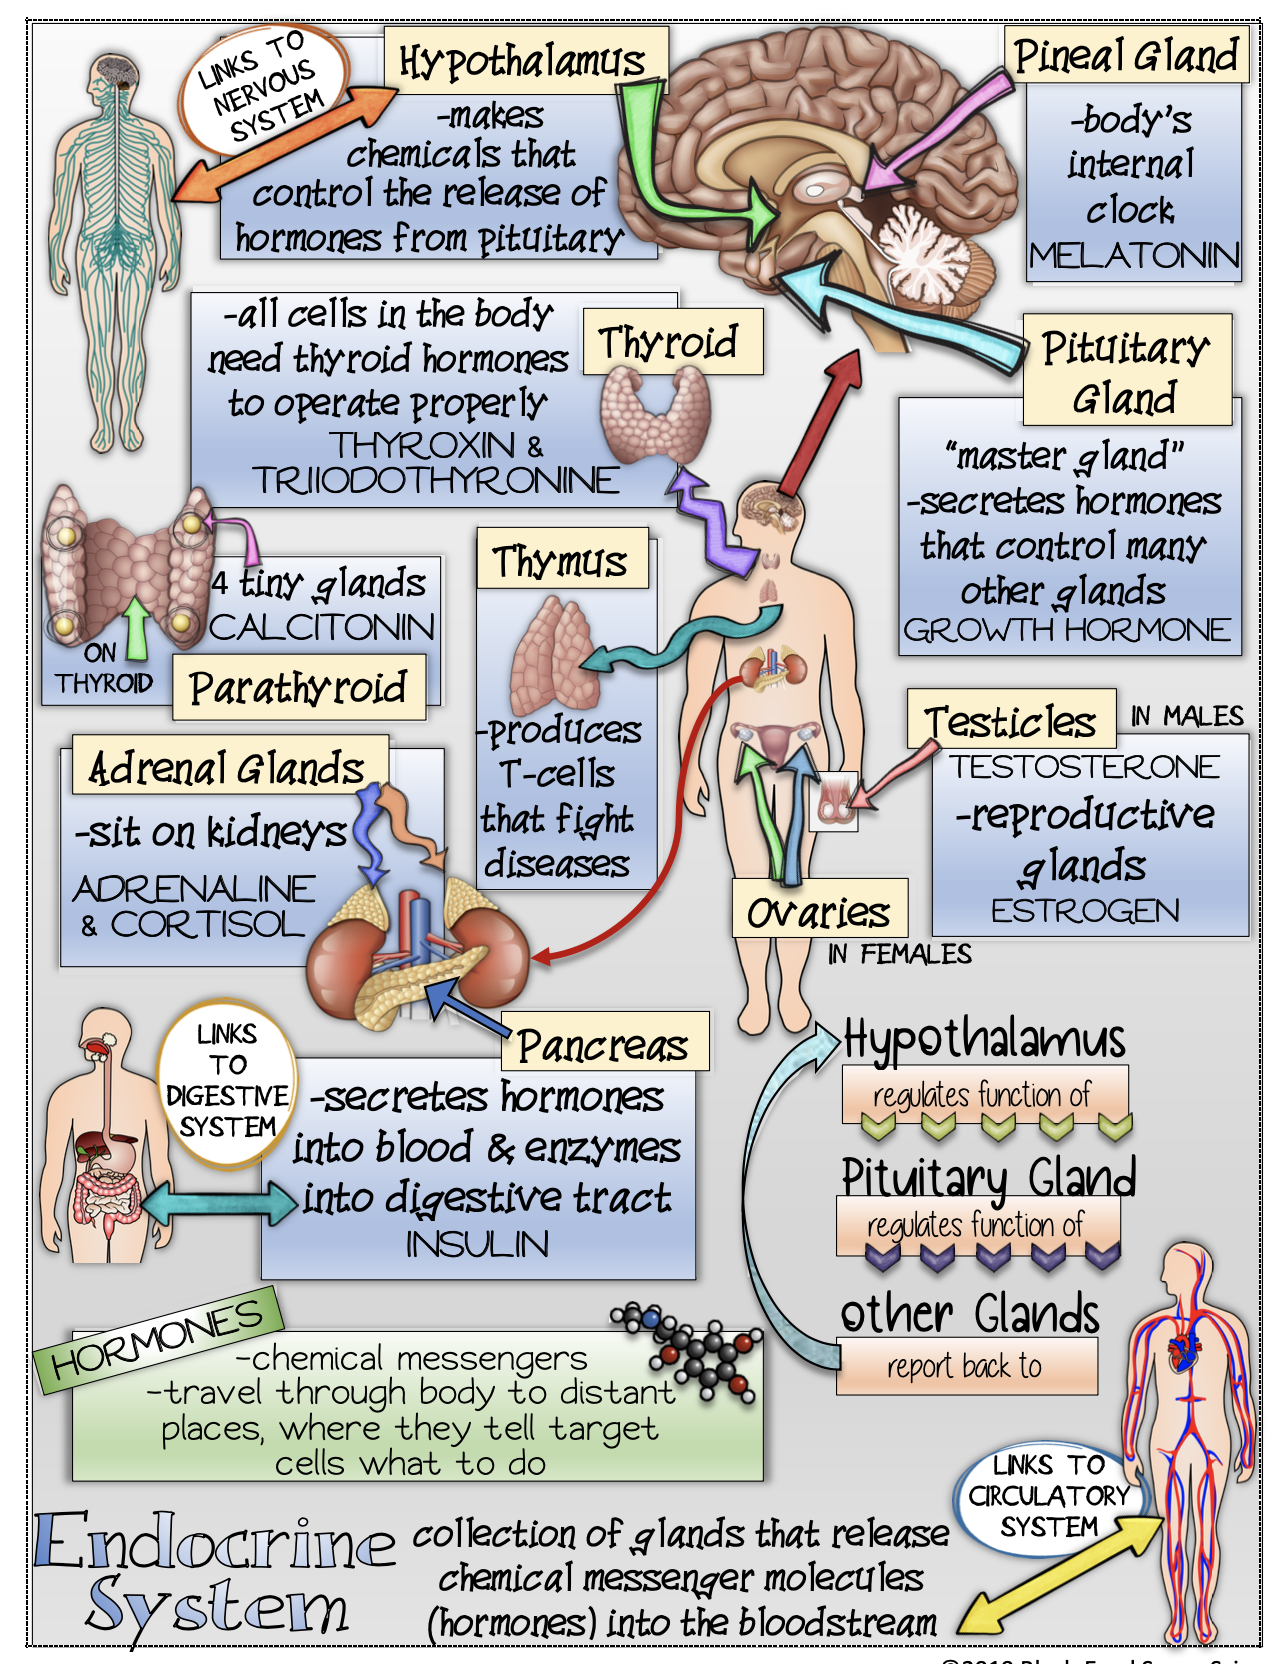 LINKS TO
NERVOUS
SYSTEM
Hypothalamus
-makes
chemicals that
control the release of
hormones from pituitary
Pineal Gland
-body's
internal
clock
MELATONIN
-all cells in the body
need thyroid hormones
to operate properly
THYROXIN &
TRIIODOTHYRONINE
Thyroid
Pituitary
Gland
"master gland"
-secretes hormones
that control many
other glands
GROWTH HORMONE
4 tiny glands
CALCITONIN
ON
THYROID
Parathyroid
Thymus
-produces
T-cells
that fight
diseases
Testicles
IN MALES
TESTOSTERONE
-reproductive
glands
ESTROGEN
Adrenal Glands
-sit on kidneys
ADRENALINE
& CORTISOL
Ovaries
IN FEMALES
LINKS
TO
DIGESTIVE
SYSTEM
Pancreas
-secretes hormones
into blood & enzymes
into digestive tract
INSULIN
Hypothalamus
regulates function of
Pituitary Gland
regulates function of
other Glands
report back to
HORMONES
-chemical messengers
-travel through body to distant
places, where they tell target
cells what to do
LINKS TO
CIRCULATORY
SYSTEM
Endocrine
System
collection of glands that release
chemical messenger molecules
(hormones) into the bloodstream